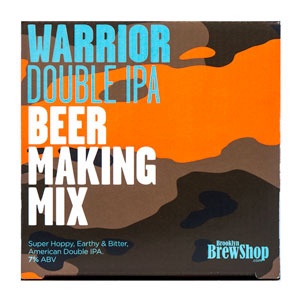 WARRIOR
DOUBLE IPA
BEER
MAKING
MIX
Super Hoppy, Earthy & Bitter,
American Double IPA.
7% ABV
Brooklyn
BrewShop